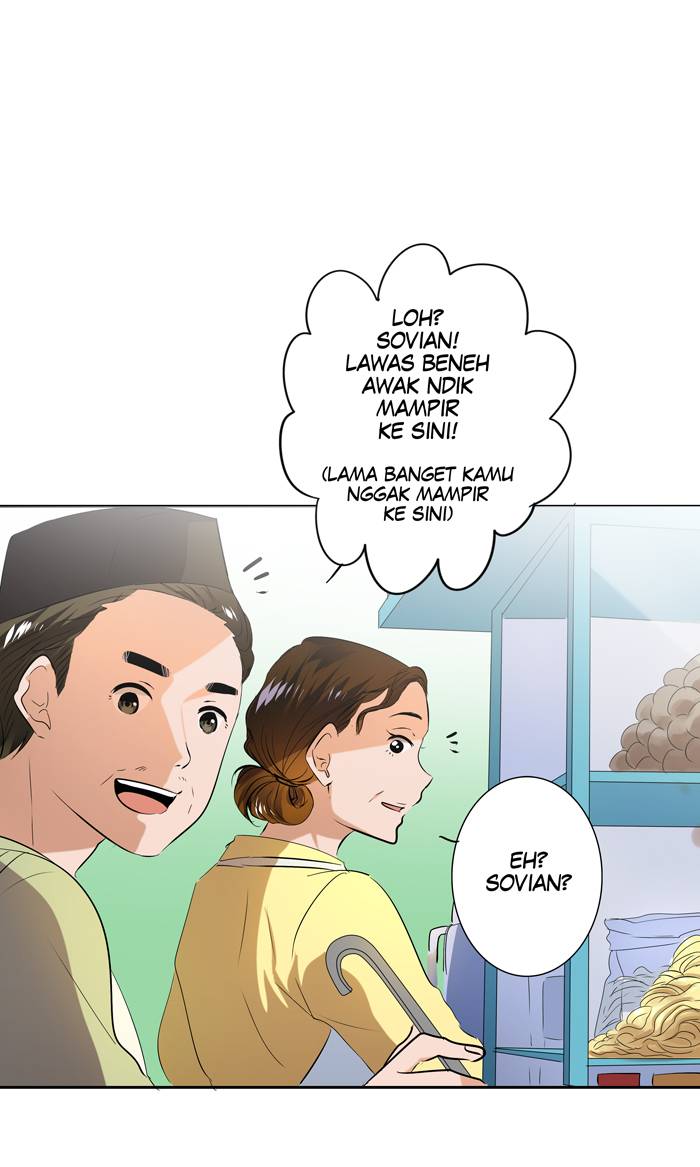 LOH?
SOVIAN!
LAWAS BENEH
AWAK NDIK
MAMPIR
KE SINI!
(LAMA BANGET KAMU
NGGAK MAMPIR
KE SINI)
EH?
SOVIAN?